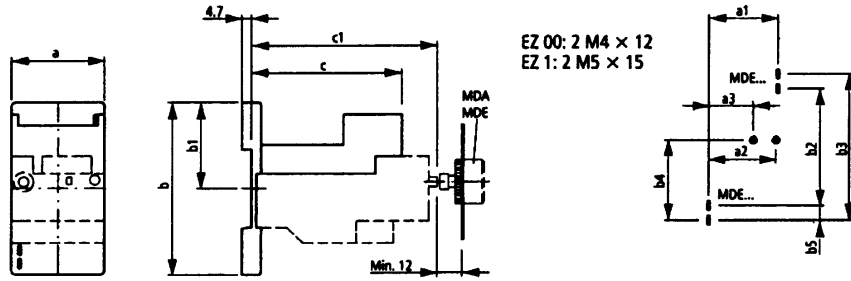 4.7
a
c1
c
b1
b
MDA
MDE
Min. 12
EZ 00: 2 M4 × 12
EZ 1: 2 M5 × 15
a1
MDE...
a3
a2
b2
b3
b4
MDE...
b5